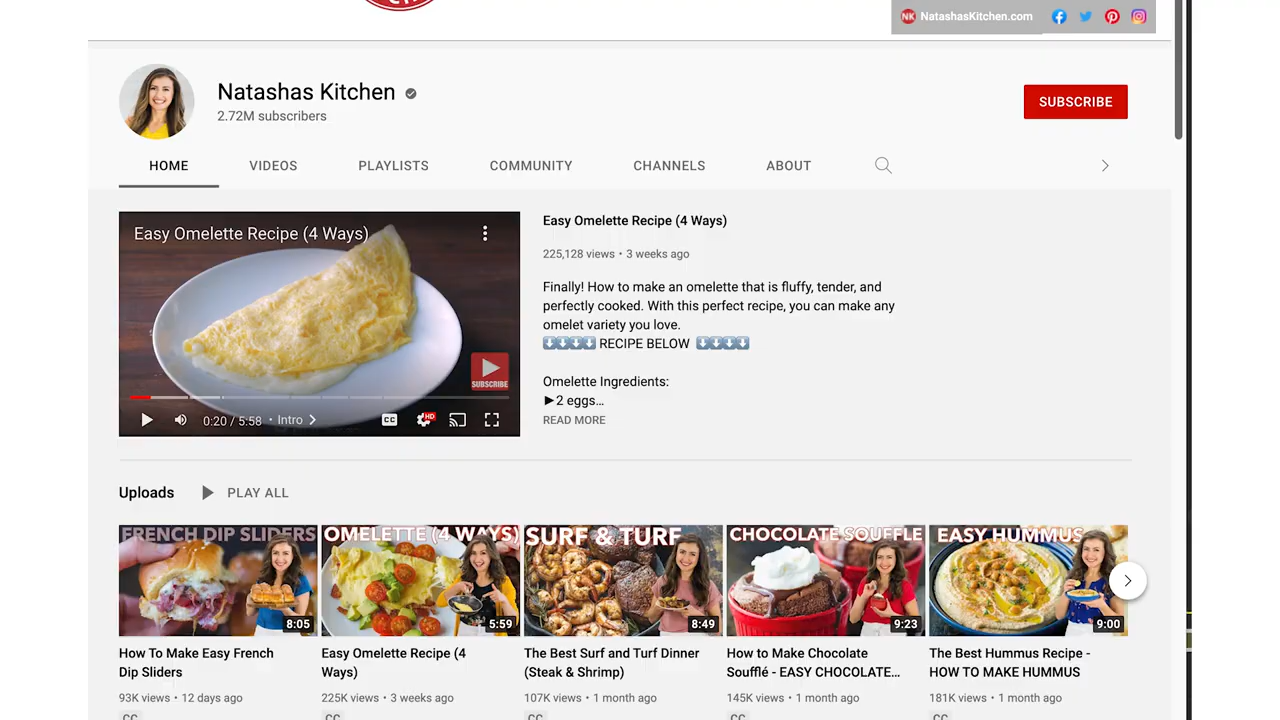 NK NatashasKitchen.com
Natashas Kitchen
2.72M subscribers
SUBSCRIBE
HOME VIDEOS PLAYLISTS COMMUNITY CHANNELS ABOUT
Easy Omelette Recipe (4 Ways)
SUBSCRIBE
0:20 / 5:58 • Intro
CC HD
Easy Omelette Recipe (4 Ways)
225,128 views • 3 weeks ago
Finally! How to make an omelette that is fluffy, tender, and
perfectly cooked. With this perfect recipe, you can make any
omelet variety you love.
⬇⬇⬇⬇ RECIPE BELOW ⬇⬇⬇⬇
Omelette Ingredients:
►2 eggs…
READ MORE
Uploads PLAY ALL
FRENCH DIP SLIDERS
8:05
How To Make Easy French
Dip Sliders
93K views • 12 days ago
CC
OMELETTE (4 WAYS)
5:59
Easy Omelette Recipe (4
Ways)
225K views • 3 weeks ago
CC
SURF & TURF
8:49
The Best Surf and Turf Dinner
(Steak & Shrimp)
107K views • 1 month ago
CC
CHOCOLATE SOUFFLE
9:23
How to Make Chocolate
Soufflé - EASY CHOCOLATE…
145K views • 1 month ago
CC
EASY HUMMUS
9:00
The Best Hummus Recipe -
HOW TO MAKE HUMMUS
181K views • 1 month ago
CC